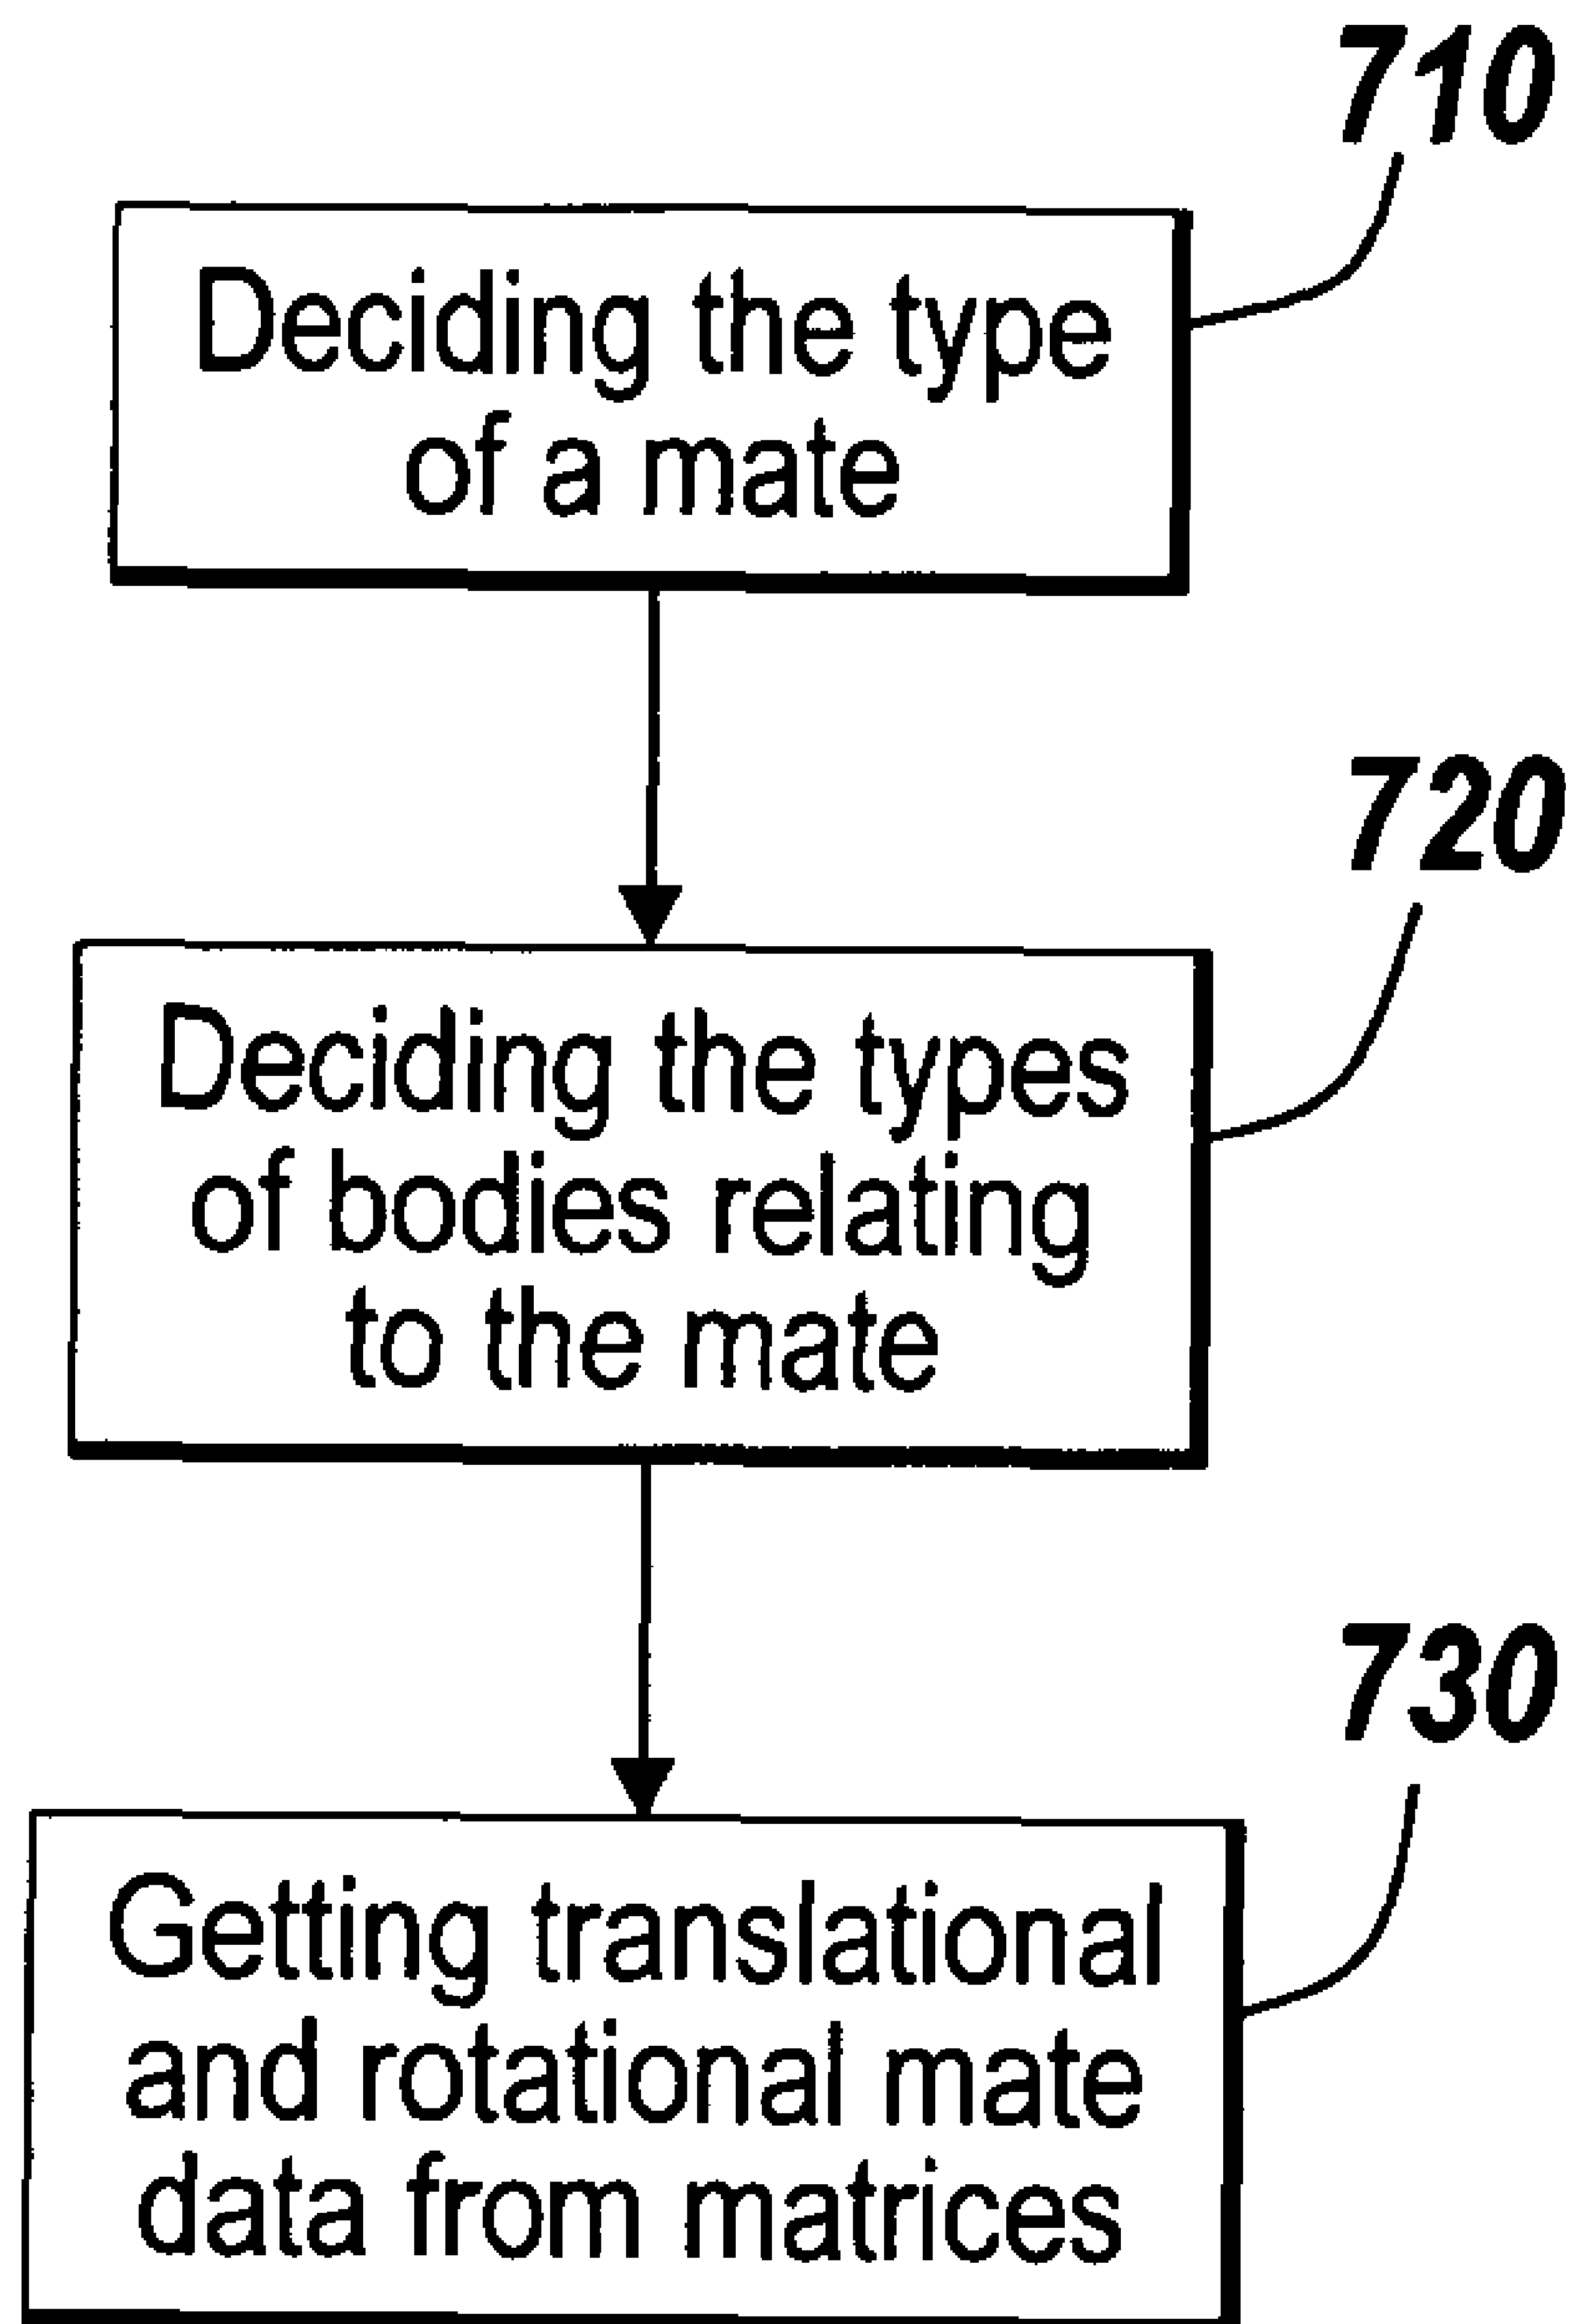 710
Deciding the type
of a mate
720
Deciding the types
of bodies relating
to the mate
730
Getting translational
and rotational mate
data from matrices